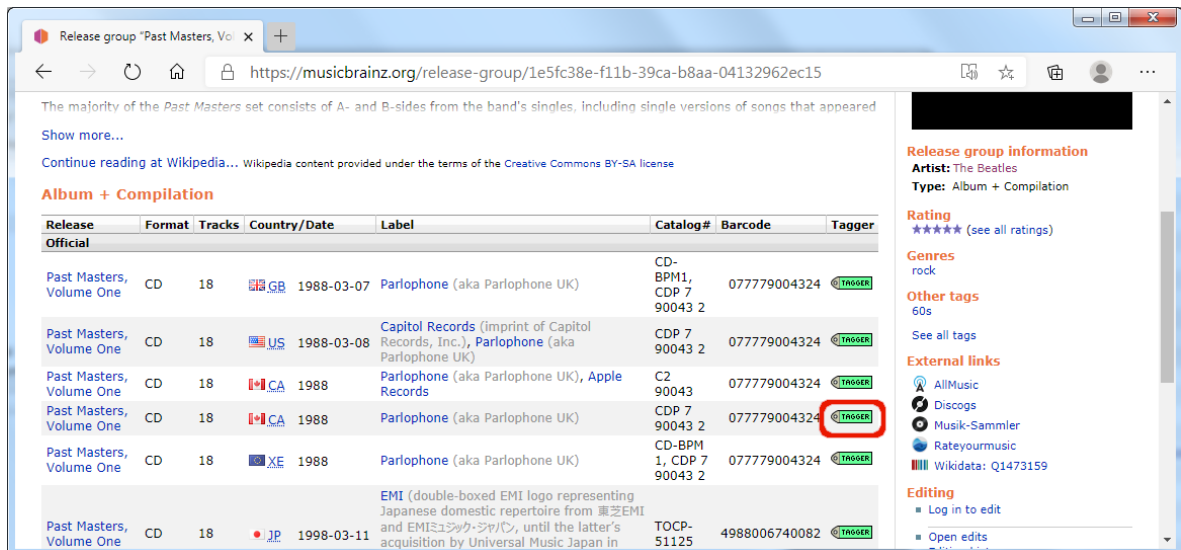 Release group "Past Masters, Vol
https://musicbrainz.org/release-group/1e5fc38e-f11b-39ca-b8aa-04132962ec15
The majority of the Past Masters set consists of A- and B-sides from the band's singles, including single versions of songs that appeared
Show more...
Continue reading at Wikipedia... Wikipedia content provided under the terms of the Creative Commons BY-SA license
Album + Compilation
Release Format Tracks Country/Date Label Catalog# Barcode Tagger
Official
Past Masters, Volume One CD 18 GB 1988-03-07 Parlophone (aka Parlophone UK) CD-BPM1, CDP 7 90043 2 077779004324 TAGGER
Past Masters, Volume One CD 18 US 1988-03-08 Capitol Records (imprint of Capitol Records, Inc.), Parlophone (aka Parlophone UK) CDP 7 90043 2 077779004324 TAGGER
Past Masters, Volume One CD 18 CA 1988 Parlophone (aka Parlophone UK), Apple Records C2 90043 077779004324 TAGGER
Past Masters, Volume One CD 18 CA 1988 Parlophone (aka Parlophone UK) CDP 7 90043 2 077779004324 TAGGER
Past Masters, Volume One CD 18 XE 1988 Parlophone (aka Parlophone UK) CD-BPM 1, CDP 7 90043 2 077779004324 TAGGER
Past Masters, Volume One CD 18 JP 1998-03-11 EMI (double-boxed EMI logo representing Japanese domestic repertoire from 東芝EMI and EMIミュージック・ジャパン, until the latter's acquisition by Universal Music Japan in TOCP-51125 4988006740082 TAGGER
Release group information
Artist: The Beatles
Type: Album + Compilation
Rating
(see all ratings)
Genres
rock
Other tags
60s
See all tags
External links
AllMusic
Discogs
Musik-Sammler
Rateyourmusic
Wikidata: Q1473159
Editing
Log in to edit
Open edits